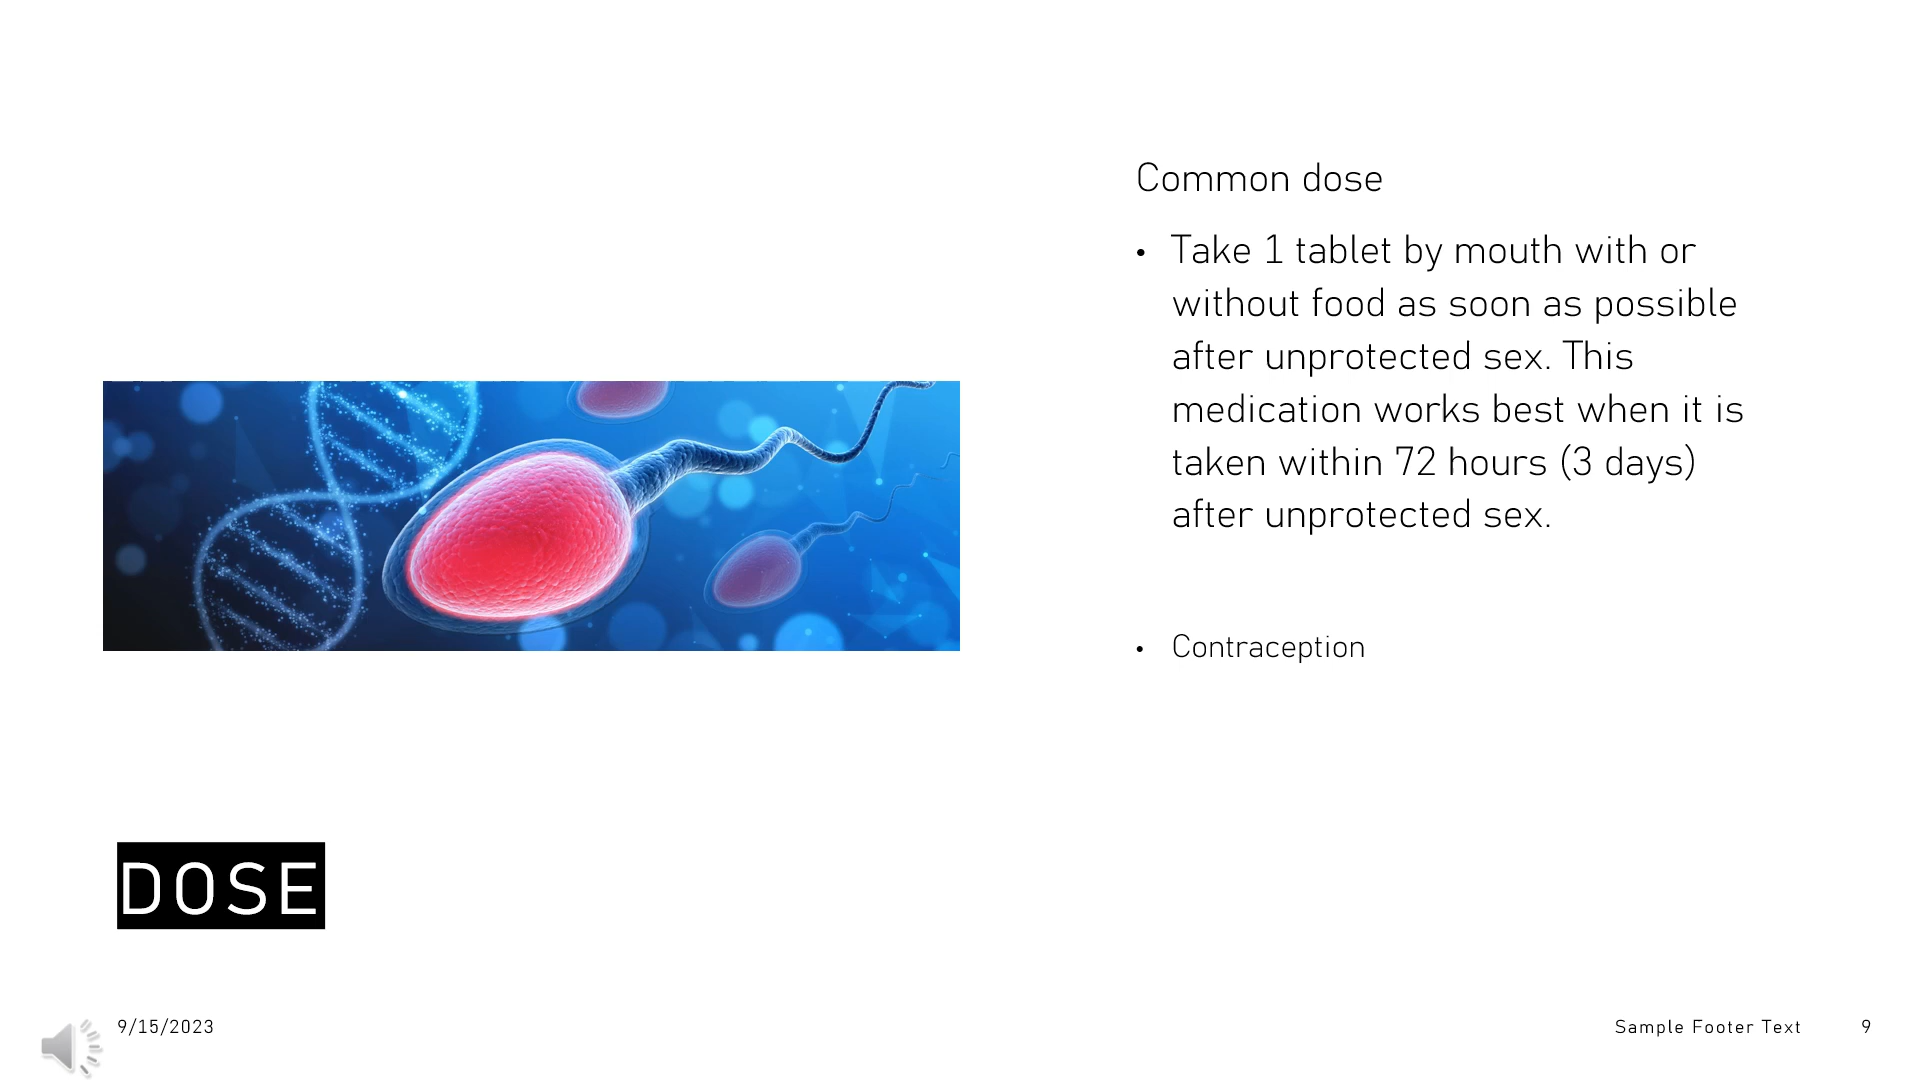 Common dose
• Take 1 tablet by mouth with or
without food as soon as possible
after unprotected sex. This
medication works best when it is
taken within 72 hours (3 days)
after unprotected sex.
• Contraception
DOSE
9/15/2023
Sample Footer Text
9